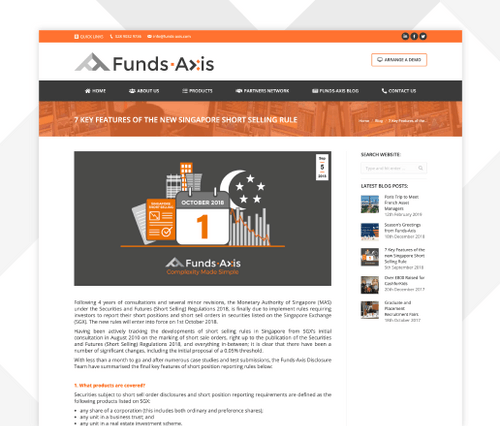 QUICK LINKS
info@funds-axis.com
Funds-Axis
ARRANGE A DEMO
HOME
ABOUT US
PRODUCTS
PARTNERS NETWORK
FUNDS-AXIS BLOG
CONTACT US
7 KEY FEATURES OF THE NEW SINGAPORE SHORT SELLING RULE
Home
Blog
7 Key Features of the
Sep
5
2018
OCTOBER 2018
1
SINGAPORE
SHORT SELLING
Funds-Axis
Complexity Made Simple
SEARCH WEBSITE:
LATEST BLOG POSTS:
Paris Trip to Meet
French Asset
Managers
12th February 2019
Season's Greetings
from Funds-Axis
19th December 2018
7 Key Features of the
new Singapore Short
Selling Rule
5th September 2018
Over £800 Raised for
20th December 2017
Graduate and
Placement
Recruitment Fairs
16th October 2017
Following 4 years of consultations and several minor revisions, the Monetary Authority of Singapore (MAS)
under the Securities and Futures (Short Selling) Regulations 2018, is finally due to implement rules requiring
investors to report their short positions and short sell orders in securities listed on the Singapore Exchange
(SGX). The new rules will enter into force on 1st October 2018.
Having been actively tracking the developments of short selling rules in Singapore from SGX's initial
consultation in August 2018 on the marking of short sale orders, right up to the publication of the Securities
and Futures (Short Selling) Regulations 2018, and everything in-between; it is clear that there have been a
number of significant changes, including the initial proposal of a 0.05% threshold.
With less than a month to go and after numerous case studies and test submissions, the Funds-Axis Disclosure
Team have summarised the final key features of short position reporting rules below:
1. What products are covered?
Securities subject to short sell order disclosures and short position reporting requirements are defined as the
following products listed on SGX:
• any share of a corporation (this includes both ordinary and preference shares);
• any unit in a business trust; and
• any unit in a real estate investment scheme.